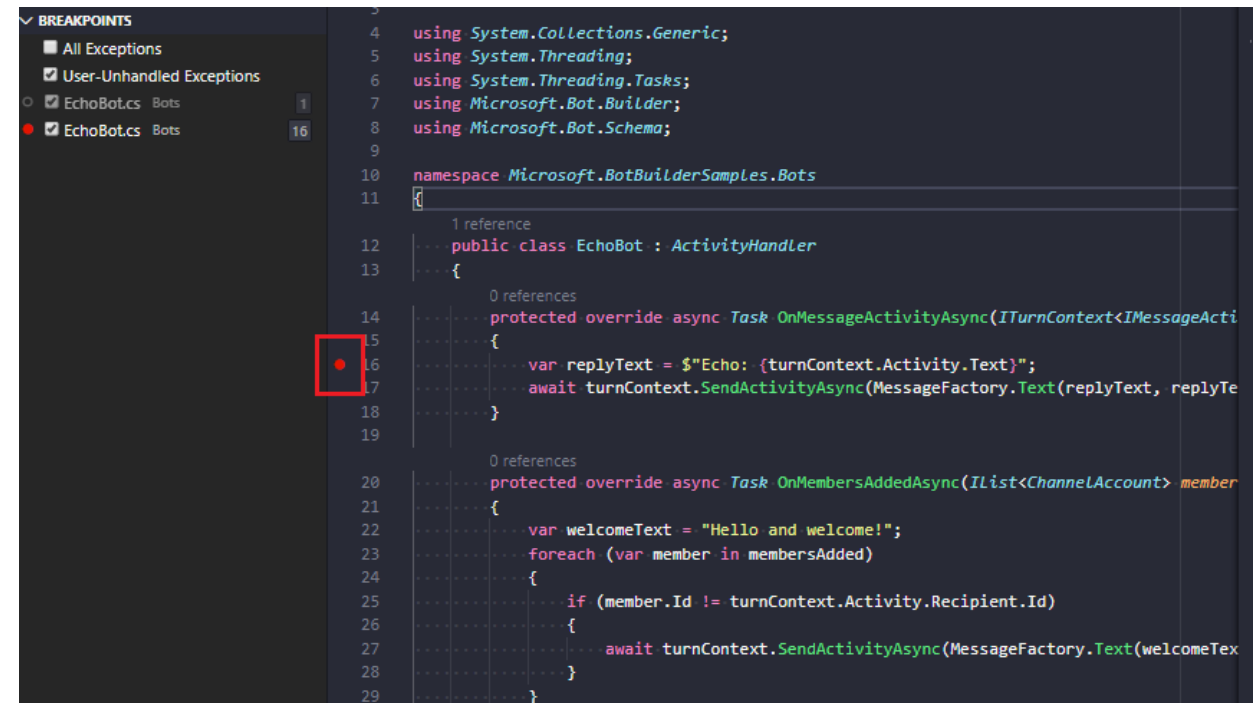 BREAKPOINTS
All Exceptions
User-Unhandled Exceptions
EchoBot.cs Bots 1
EchoBot.cs Bots 16
3
4 using System.Collections.Generic;
5 using System.Threading;
6 using System.Threading.Tasks;
7 using Microsoft.Bot.Builder;
8 using Microsoft.Bot.Schema;
9
10 namespace Microsoft.BotBuilderSamples.Bots
11 {
1 reference
12 public class EchoBot : ActivityHandler
13 {
0 references
14 protected override async Task OnMessageActivityAsync(ITurnContext<IMessageActi
15 {
16 var replyText = $"Echo: {turnContext.Activity.Text}";
17 await turnContext.SendActivityAsync(MessageFactory.Text(replyText, replyTe
18 }
19
0 references
20 protected override async Task OnMembersAddedAsync(IList<ChannelAccount> member
21 {
22 var welcomeText = "Hello and welcome!";
23 foreach (var member in membersAdded)
24 {
25 if (member.Id != turnContext.Activity.Recipient.Id)
26 {
27 await turnContext.SendActivityAsync(MessageFactory.Text(welcomeTex
28 }
29 }